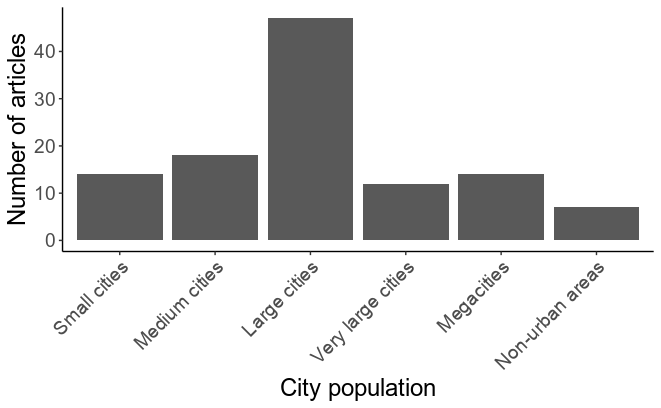 Number of articles
40
30
20
10
0
Small cities
Medium cities
Large cities
Very large cities
Megacities
Non-urban areas
City population